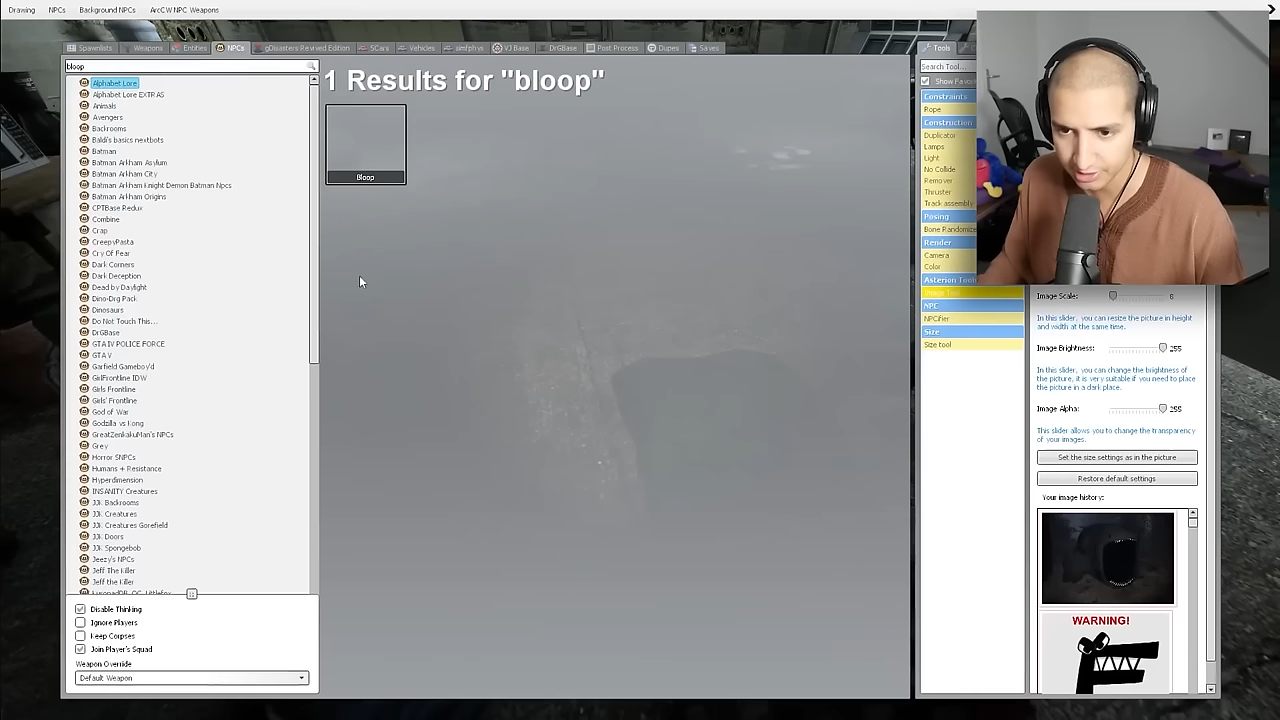 Drawing NPCs Background NPCs ArcCW NPC Weapons
Spawnlists Weapons Entities NPCs gDisasters Revived Edition SCars Vehicles simfphys VJ Base DrGBase Post Process Dupes Saves
bloop
Alphabet Lore
Alphabet Lore EXTRAS
Animals
Avengers
Backrooms
Baldi's basics nextbots
Batman
Batman Arkham Asylum
Batman Arkham City
Batman Arkham Knight Demon Batman Npcs
Batman Arkham Origins
CPTBase Redux
Combine
Crap
CreepyPasta
Cry Of Fear
Dark Corners
Dark Deception
Dead by Daylight
Dino-Drg Pack
Dinosaurs
Do Not Touch This...
DrGBase
GTA IV POLICE FORCE
GTA V
Garfield Gameboy'd
GirlFrontline IDW
Girls Frontline
Girls' Frontline
God of War
Godzilla vs Kong
GreatZenkakuMan's NPCs
Grey
Horror SNPCs
Humans + Resistance
Hyperdimension
INSANITY Creatures
JJK Backrooms
JJK Creatures
JJK Creatures Gorefield
JJK Doors
JJK Spongebob
Jeezy's NPCs
Jeff The Killer
Jeff the Killer
Disable Thinking
Ignore Players
Keep Corpses
Join Player's Squad
Weapon Override
Default Weapon
1 Results for "bloop"
Bloop
Tools
Search Tool...
Constraints
Rope
Construction
Duplicator
Lamps
Light
No Collide
Remover
Thruster
Track assembly
Posing
Bone Randomize
Render
Camera
Color
Asterion Tools
Image Tool
NPC
NPCifier
Size
Size tool
Image Scale: 6
In this slider, you can resize the picture in height
and width at the same time.
Image Brightness: 255
In this slider, you can change the brightness of
the picture, it is very suitable if you need to place
the picture in a dark place.
Image Alpha: 255
This slider allows you to change the transparency
of your images.
Set the size settings as in the picture
Restore default settings
Your image history:
WARNING!